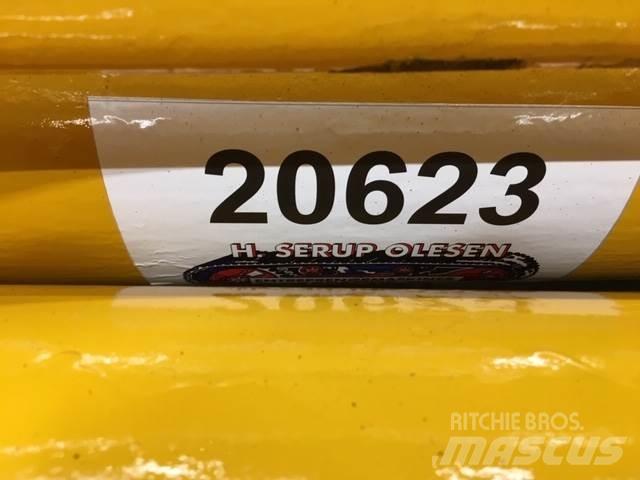 20623
H. SERUP OLESEN
RITCHIE BROS.
MASCUS